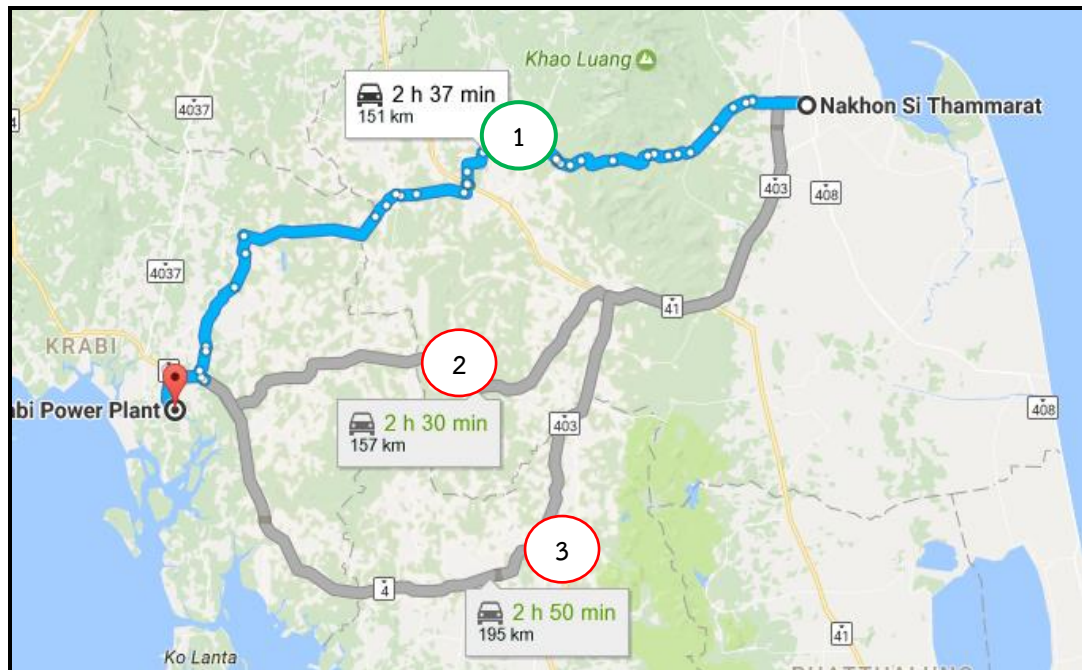 Khao Luang
2 h 37 min
151 km
4037
4
1
Nakhon Si Thammarat
403
408
4037
41
KRABI
2
abi Power Plant
2 h 30 min
157 km
403
408
3
4
2 h 50 min
195 km
41
Ko Lanta